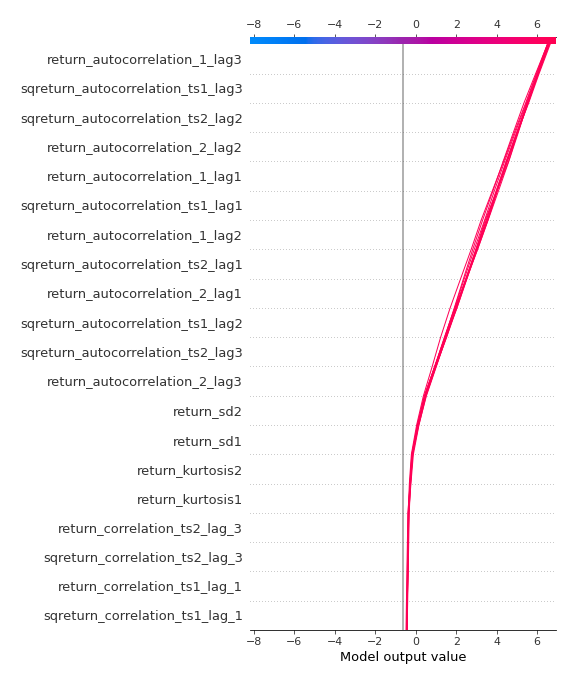 −8 −6 −4 −2 0 2 4 6
return_autocorrelation_1_lag3
sqreturn_autocorrelation_ts1_lag3
sqreturn_autocorrelation_ts2_lag2
return_autocorrelation_2_lag2
return_autocorrelation_1_lag1
sqreturn_autocorrelation_ts1_lag1
return_autocorrelation_1_lag2
sqreturn_autocorrelation_ts2_lag1
return_autocorrelation_2_lag1
sqreturn_autocorrelation_ts1_lag2
sqreturn_autocorrelation_ts2_lag3
return_autocorrelation_2_lag3
return_sd2
return_sd1
return_kurtosis2
return_kurtosis1
return_correlation_ts2_lag_3
sqreturn_correlation_ts2_lag_3
return_correlation_ts1_lag_1
sqreturn_correlation_ts1_lag_1
−8 −6 −4 −2 0 2 4 6
Model output value